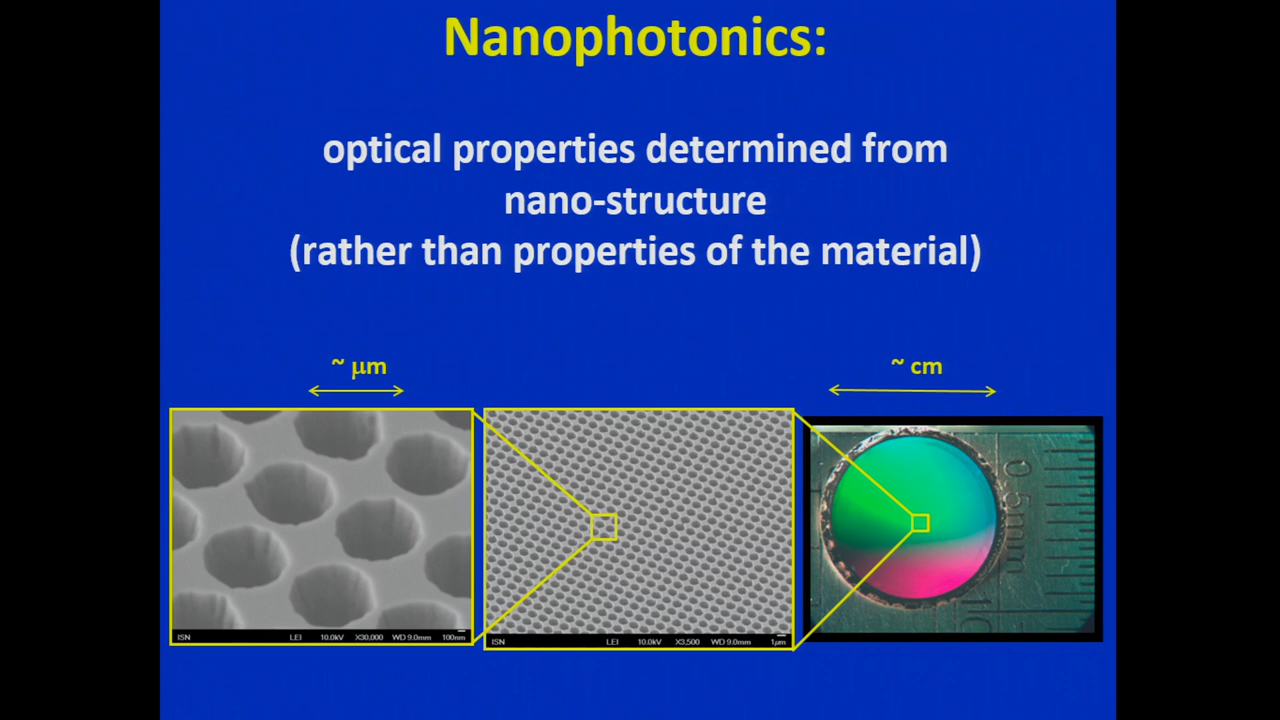 Nanophotonics:
optical properties determined from
nano-structure
(rather than properties of the material)
~ μm
~ cm
ISN LEI 10.0kV X30,000 WD 9.0mm 100nm
ISN LEI 10.0kV X3,500 WD 9.0mm 1μm